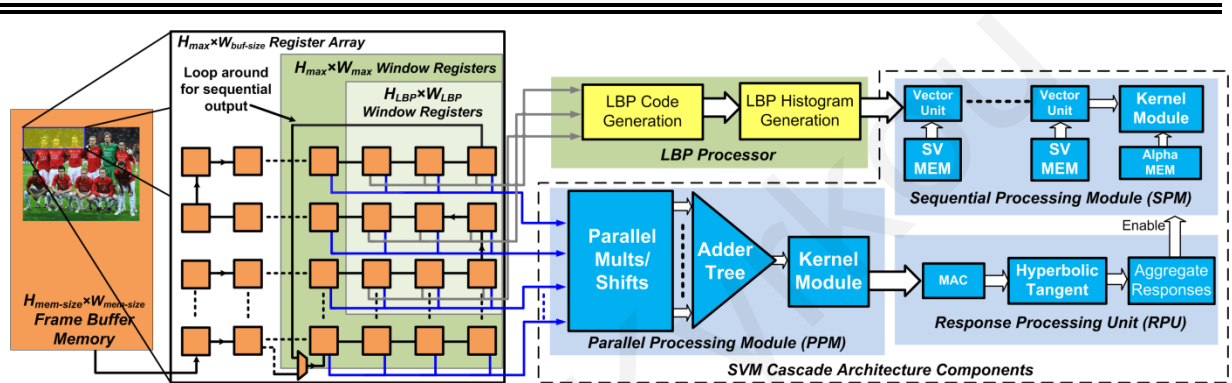 Hmax×Wbuf-size Register Array
Loop around
for sequential
output
Hmax×Wmax Window Registers
HLBP×WLBP
Window Registers
Hmem-size×Wmem-size
Frame Buffer
Memory
LBP Code
Generation
LBP Histogram
Generation
LBP Processor
Vector
Unit
Vector
Unit
Kernel
Module
SV
MEM
SV
MEM
Alpha
MEM
Sequential Processing Module (SPM)
Enable
Parallel
Mults/
Shifts
Adder
Tree
Kernel
Module
Parallel Processing Module (PPM)
MAC
Hyperbolic
Tangent
Aggregate
Responses
Response Processing Unit (RPU)
SVM Cascade Architecture Components